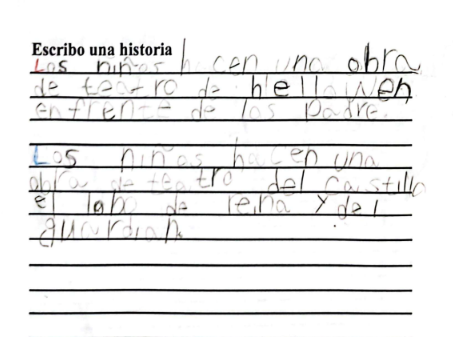 Escribo una historia
Los niños hacen una obra
de teatro de hellowen
enfrente de los padre.
Los niños hacen una
obra de teatro del castillo
el lobo de reina y del
guardian.